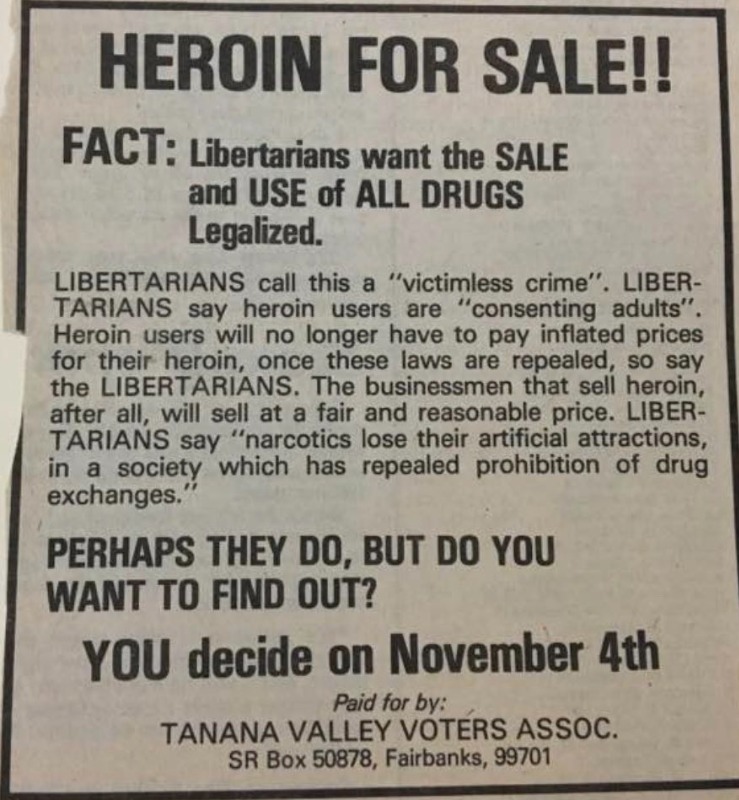 HEROIN FOR SALE!!
FACT: Libertarians want the SALE
and USE of ALL DRUGS
Legalized.
LIBERTARIANS call this a "victimless crime". LIBER-
TARIANS say heroin users are "consenting adults".
Heroin users will no longer have to pay inflated prices
for their heroin, once these laws are repealed, so say
the LIBERTARIANS. The businessmen that sell heroin,
after all, will sell at a fair and reasonable price. LIBER-
TARIANS say "narcotics lose their artificial attractions,
in a society which has repealed prohibition of drug
exchanges."
PERHAPS THEY DO, BUT DO YOU
WANT TO FIND OUT?
YOU decide on November 4th
Paid for by:
TANANA VALLEY VOTERS ASSOC.
SR Box 50878, Fairbanks, 99701